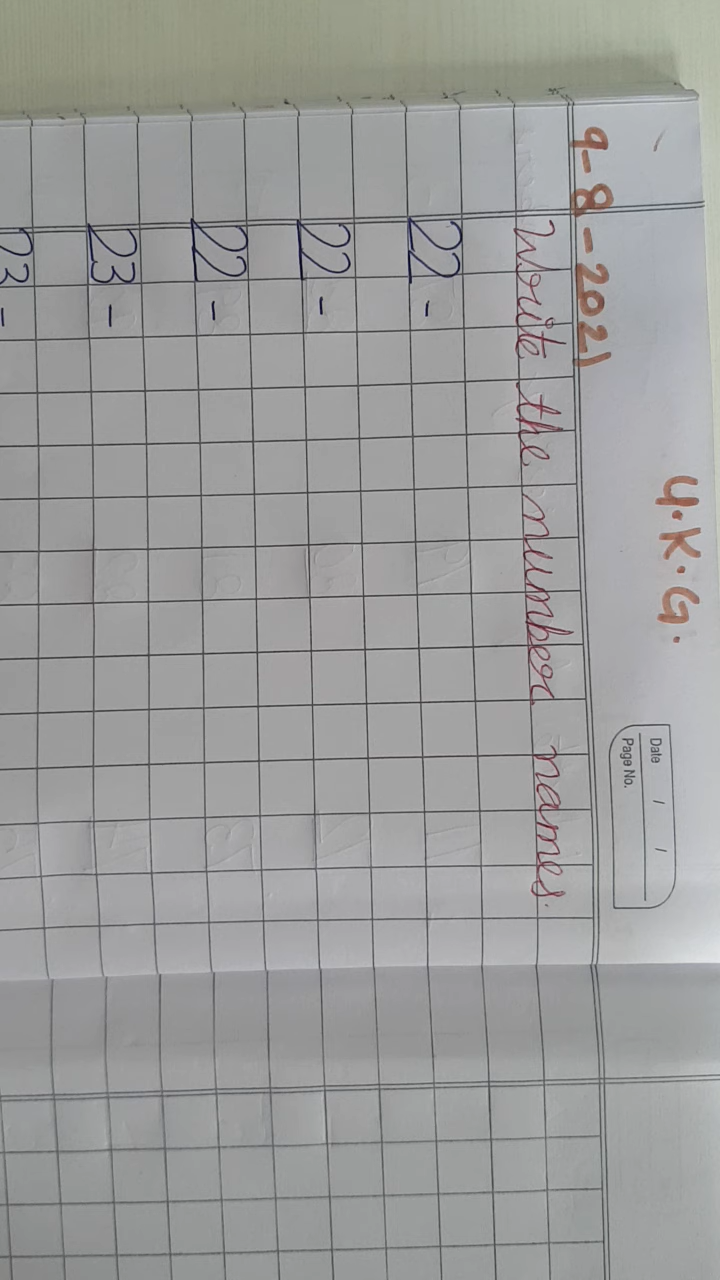 U.K.G.
Date / /
Page No.
9-8-2021
Write the number names.
22 -
22 -
22 -
23 -
23 -